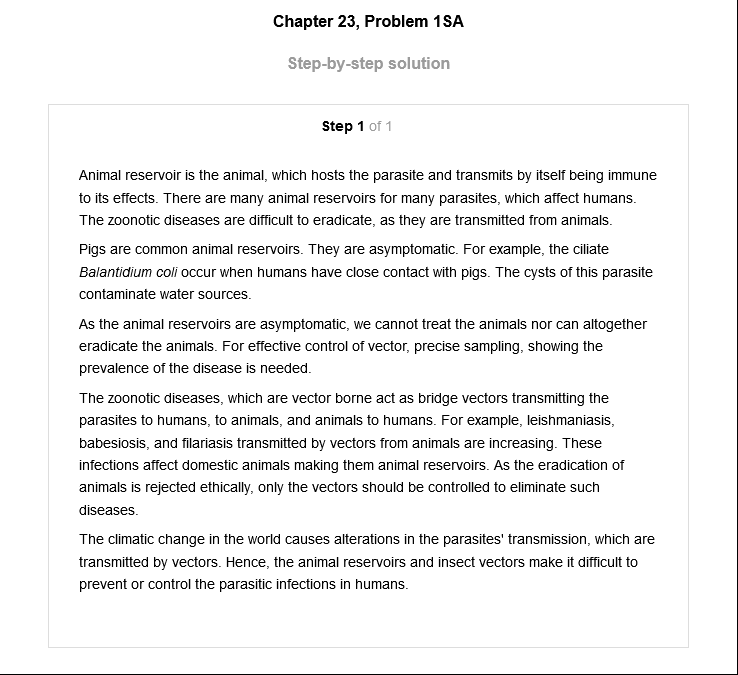 Chapter 23, Problem 1SA
Step-by-step solution
Step 1 of 1
Animal reservoir is the animal, which hosts the parasite and transmits by itself being immune
to its effects. There are many animal reservoirs for many parasites, which affect humans.
The zoonotic diseases are difficult to eradicate, as they are transmitted from animals.
Pigs are common animal reservoirs. They are asymptomatic. For example, the ciliate
Balantidium coli occur when humans have close contact with pigs. The cysts of this parasite
contaminate water sources.
As the animal reservoirs are asymptomatic, we cannot treat the animals nor can altogether
eradicate the animals. For effective control of vector, precise sampling, showing the
prevalence of the disease is needed.
The zoonotic diseases, which are vector borne act as bridge vectors transmitting the
parasites to humans, to animals, and animals to humans. For example, leishmaniasis,
babesiosis, and filariasis transmitted by vectors from animals are increasing. These
infections affect domestic animals making them animal reservoirs. As the eradication of
animals is rejected ethically, only the vectors should be controlled to eliminate such
diseases.
The climatic change in the world causes alterations in the parasites' transmission, which are
transmitted by vectors. Hence, the animal reservoirs and insect vectors make it difficult to
prevent or control the parasitic infections in humans.